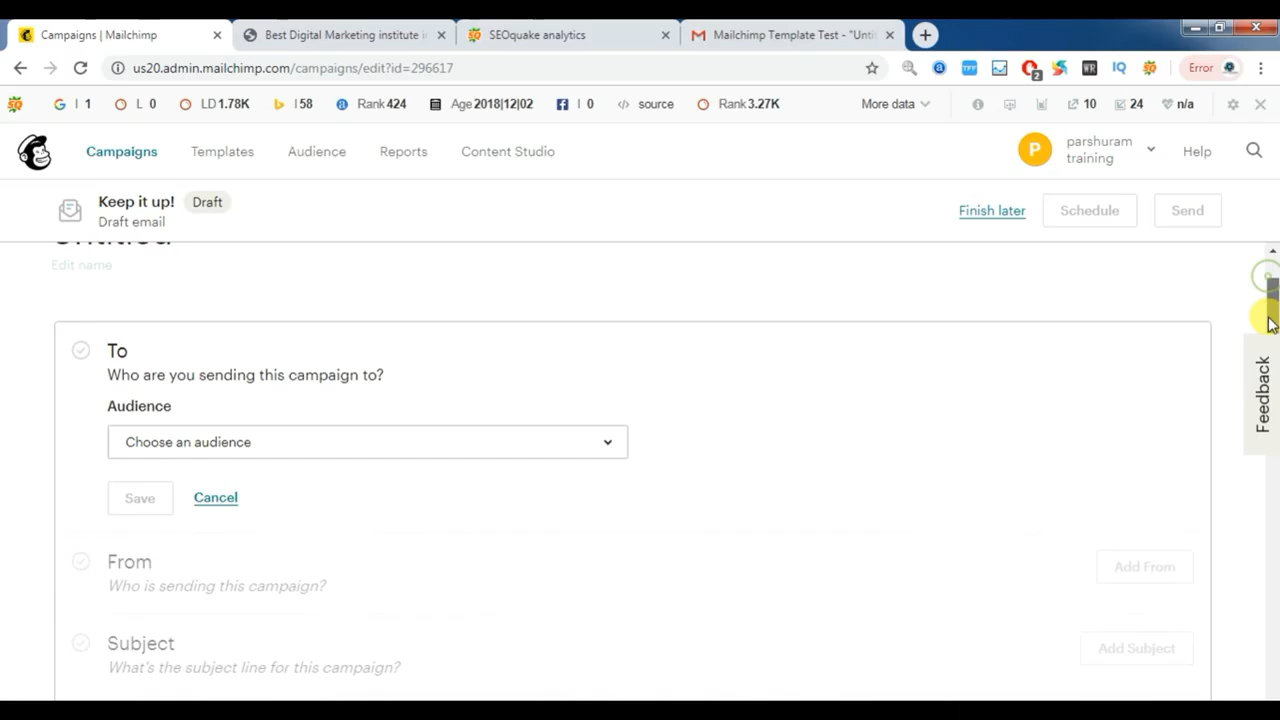 Campaigns | Mailchimp
Best Digital Marketing institute i
SEOquake analytics
Mailchimp Template Test - "Unti
us20.admin.mailchimp.com/campaigns/edit?id=296617
2
TFP
WR
IQ
Error
G I 1
L 0
LD 1.78K
I 58
Rank 424
Age 2018|12|02
I 0
source
Rank 3.27K
More data
10
24
n/a
Campaigns
Templates
Audience
Reports
Content Studio
P
parshuram
training
Help
Keep it up!
Draft
Draft email
Finish later
Schedule
Send
Untitled
Edit name
To
Who are you sending this campaign to?
Audience
Choose an audience
Save
Cancel
From
Who is sending this campaign?
Add From
Subject
What's the subject line for this campaign?
Add Subject
Feedback